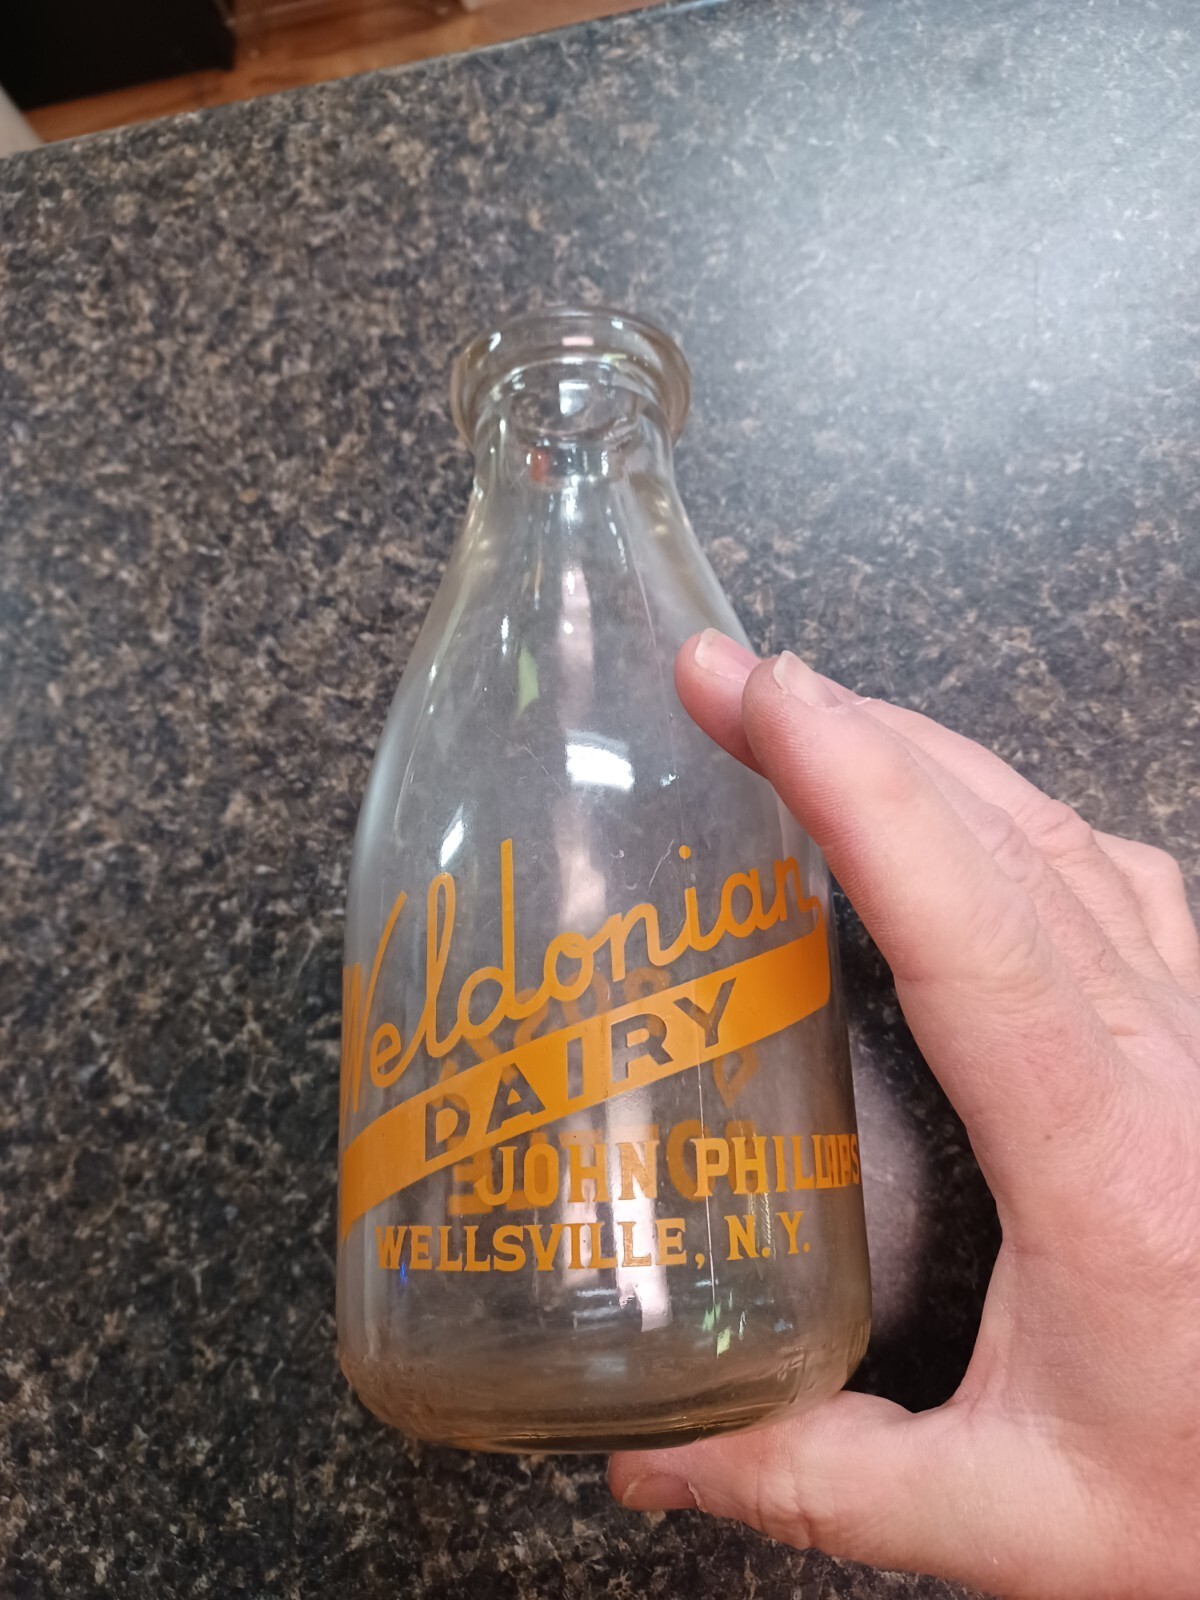 Weldonian
DAIRY
JOHN PHILLIPS
WELLSVILLE, N.Y.